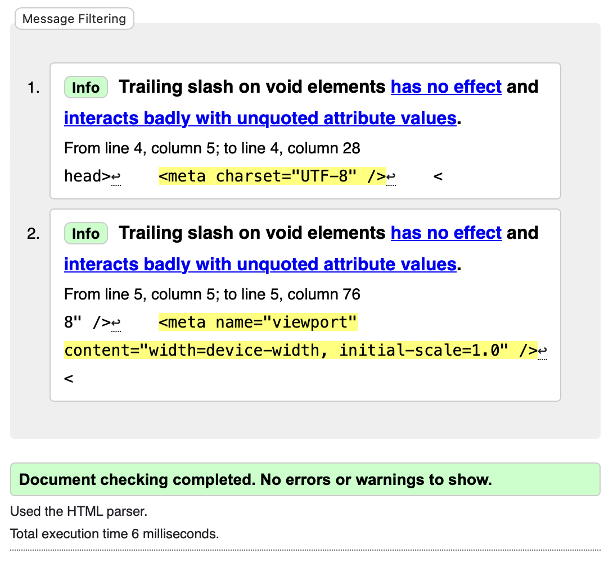 Message Filtering
1. Info Trailing slash on void elements has no effect and
interacts badly with unquoted attribute values.
From line 4, column 5; to line 4, column 28
head>↩    <meta charset="UTF-8" />↩    <
2. Info Trailing slash on void elements has no effect and
interacts badly with unquoted attribute values.
From line 5, column 5; to line 5, column 76
8" />↩    <meta name="viewport"
content="width=device-width, initial-scale=1.0" />↩
<
Document checking completed. No errors or warnings to show.
Used the HTML parser.
Total execution time 6 milliseconds.